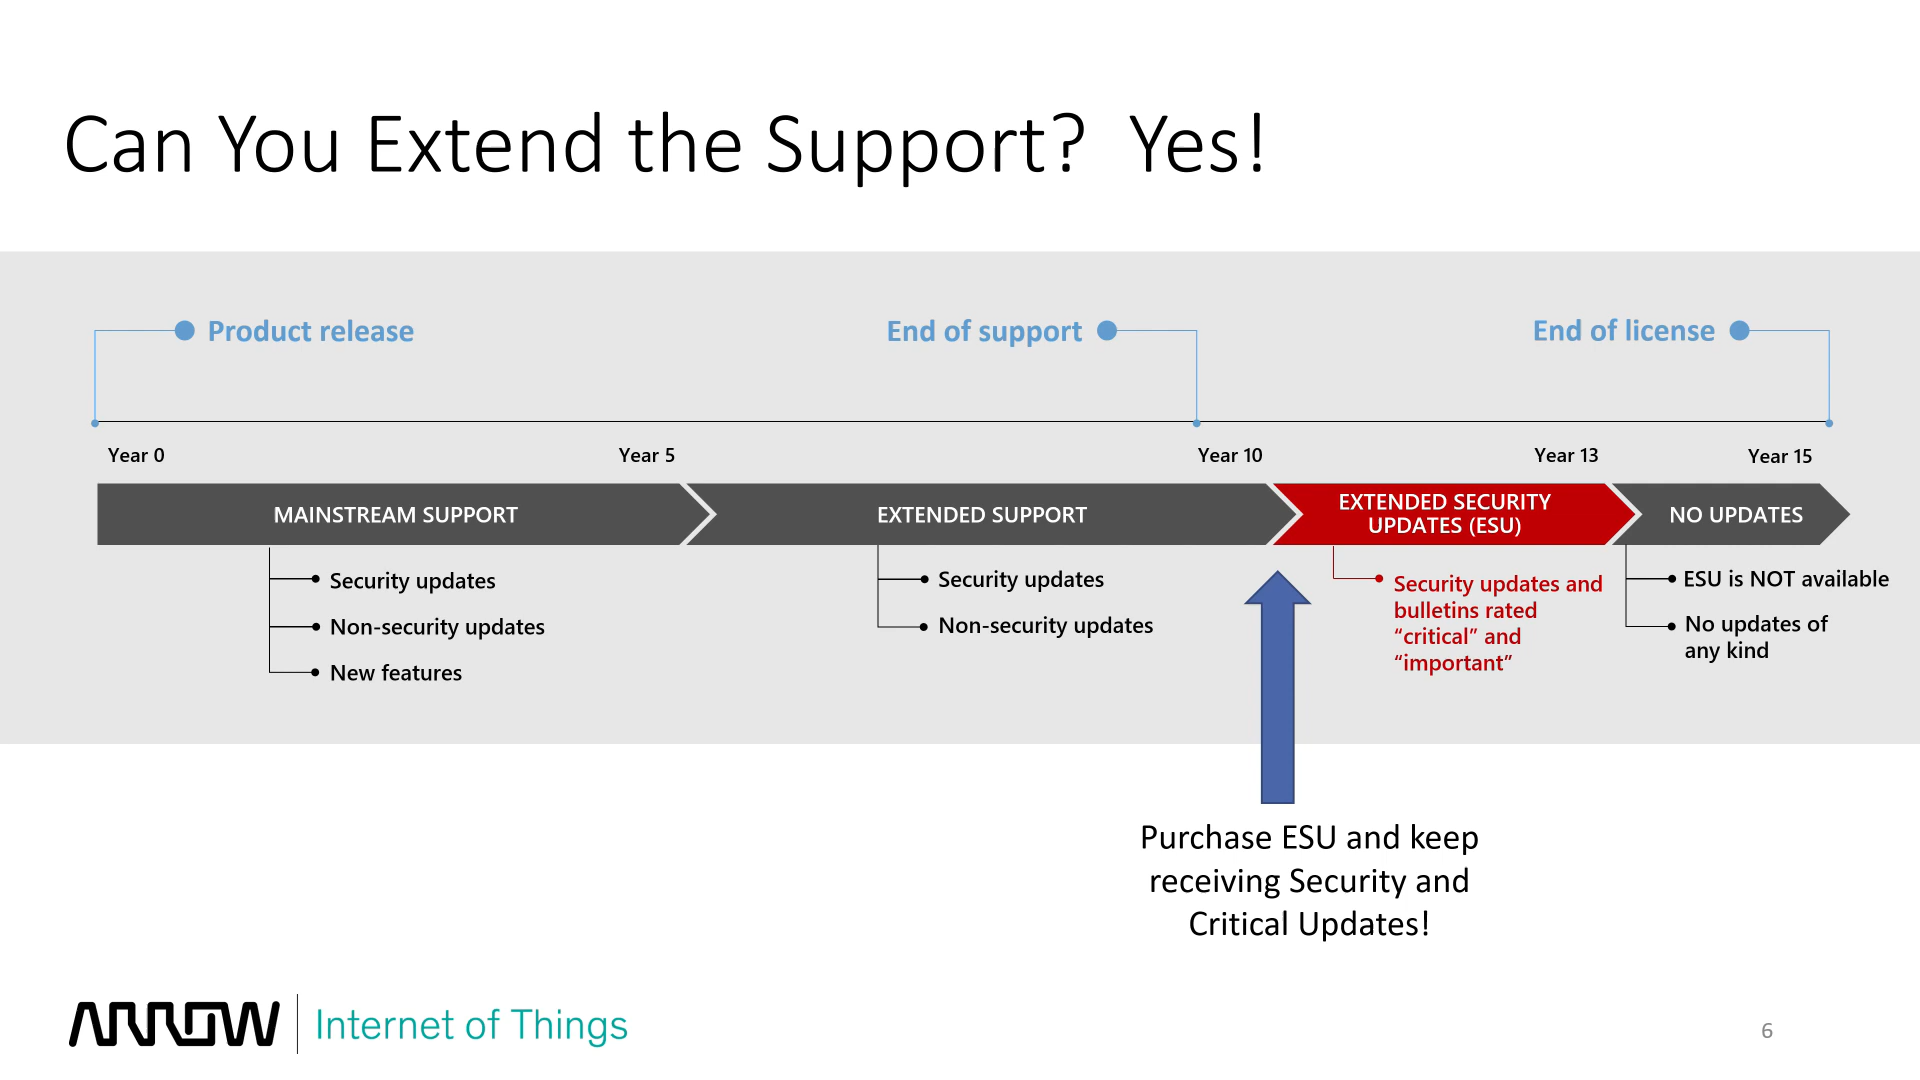 Can You Extend the Support?  Yes!
Product release
End of support
End of license
Year 0
Year 5
Year 10
Year 13
Year 15
MAINSTREAM SUPPORT
EXTENDED SUPPORT
EXTENDED SECURITY
UPDATES (ESU)
NO UPDATES
Security updates
Non-security updates
New features
Security updates
Non-security updates
Security updates and
bulletins rated
“critical” and
“important”
ESU is NOT available
No updates of
any kind
Purchase ESU and keep
receiving Security and
Critical Updates!
ARROW
Internet of Things
6